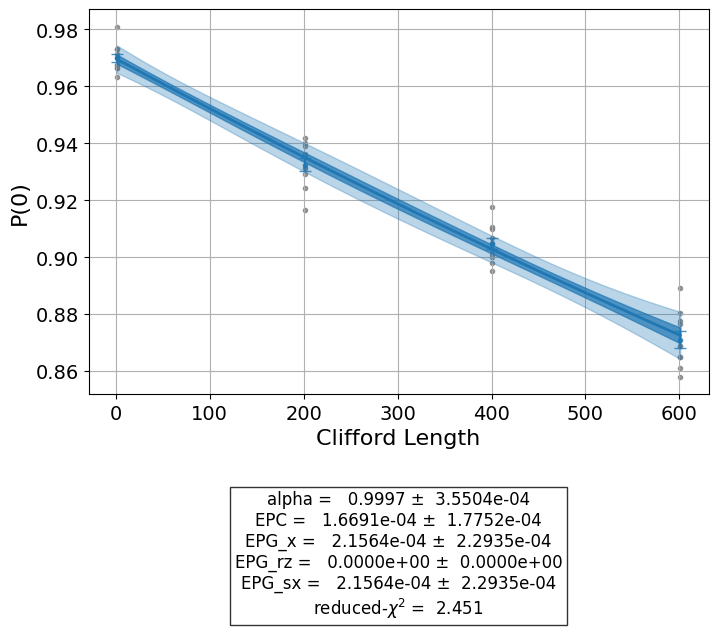 0.98
0.96
0.94
0.92
0.90
0.88
0.86
P(0)
0 100 200 300 400 500 600
Clifford Length
alpha = 0.9997 ± 3.5504e-04
EPC = 1.6691e-04 ± 1.7752e-04
EPG_x = 2.1564e-04 ± 2.2935e-04
EPG_rz = 0.0000e+00 ± 0.0000e+00
EPG_sx = 2.1564e-04 ± 2.2935e-04
reduced-χ² = 2.451